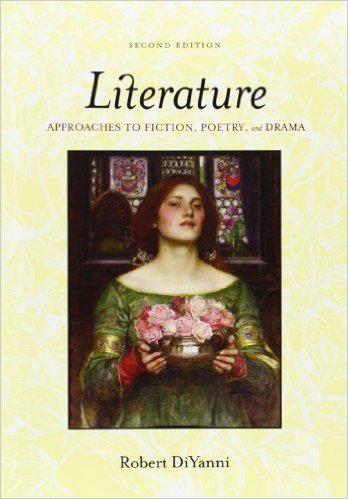 SECOND EDITION
Literature
APPROACHES TO FICTION, POETRY, and DRAMA
Robert DiYanni